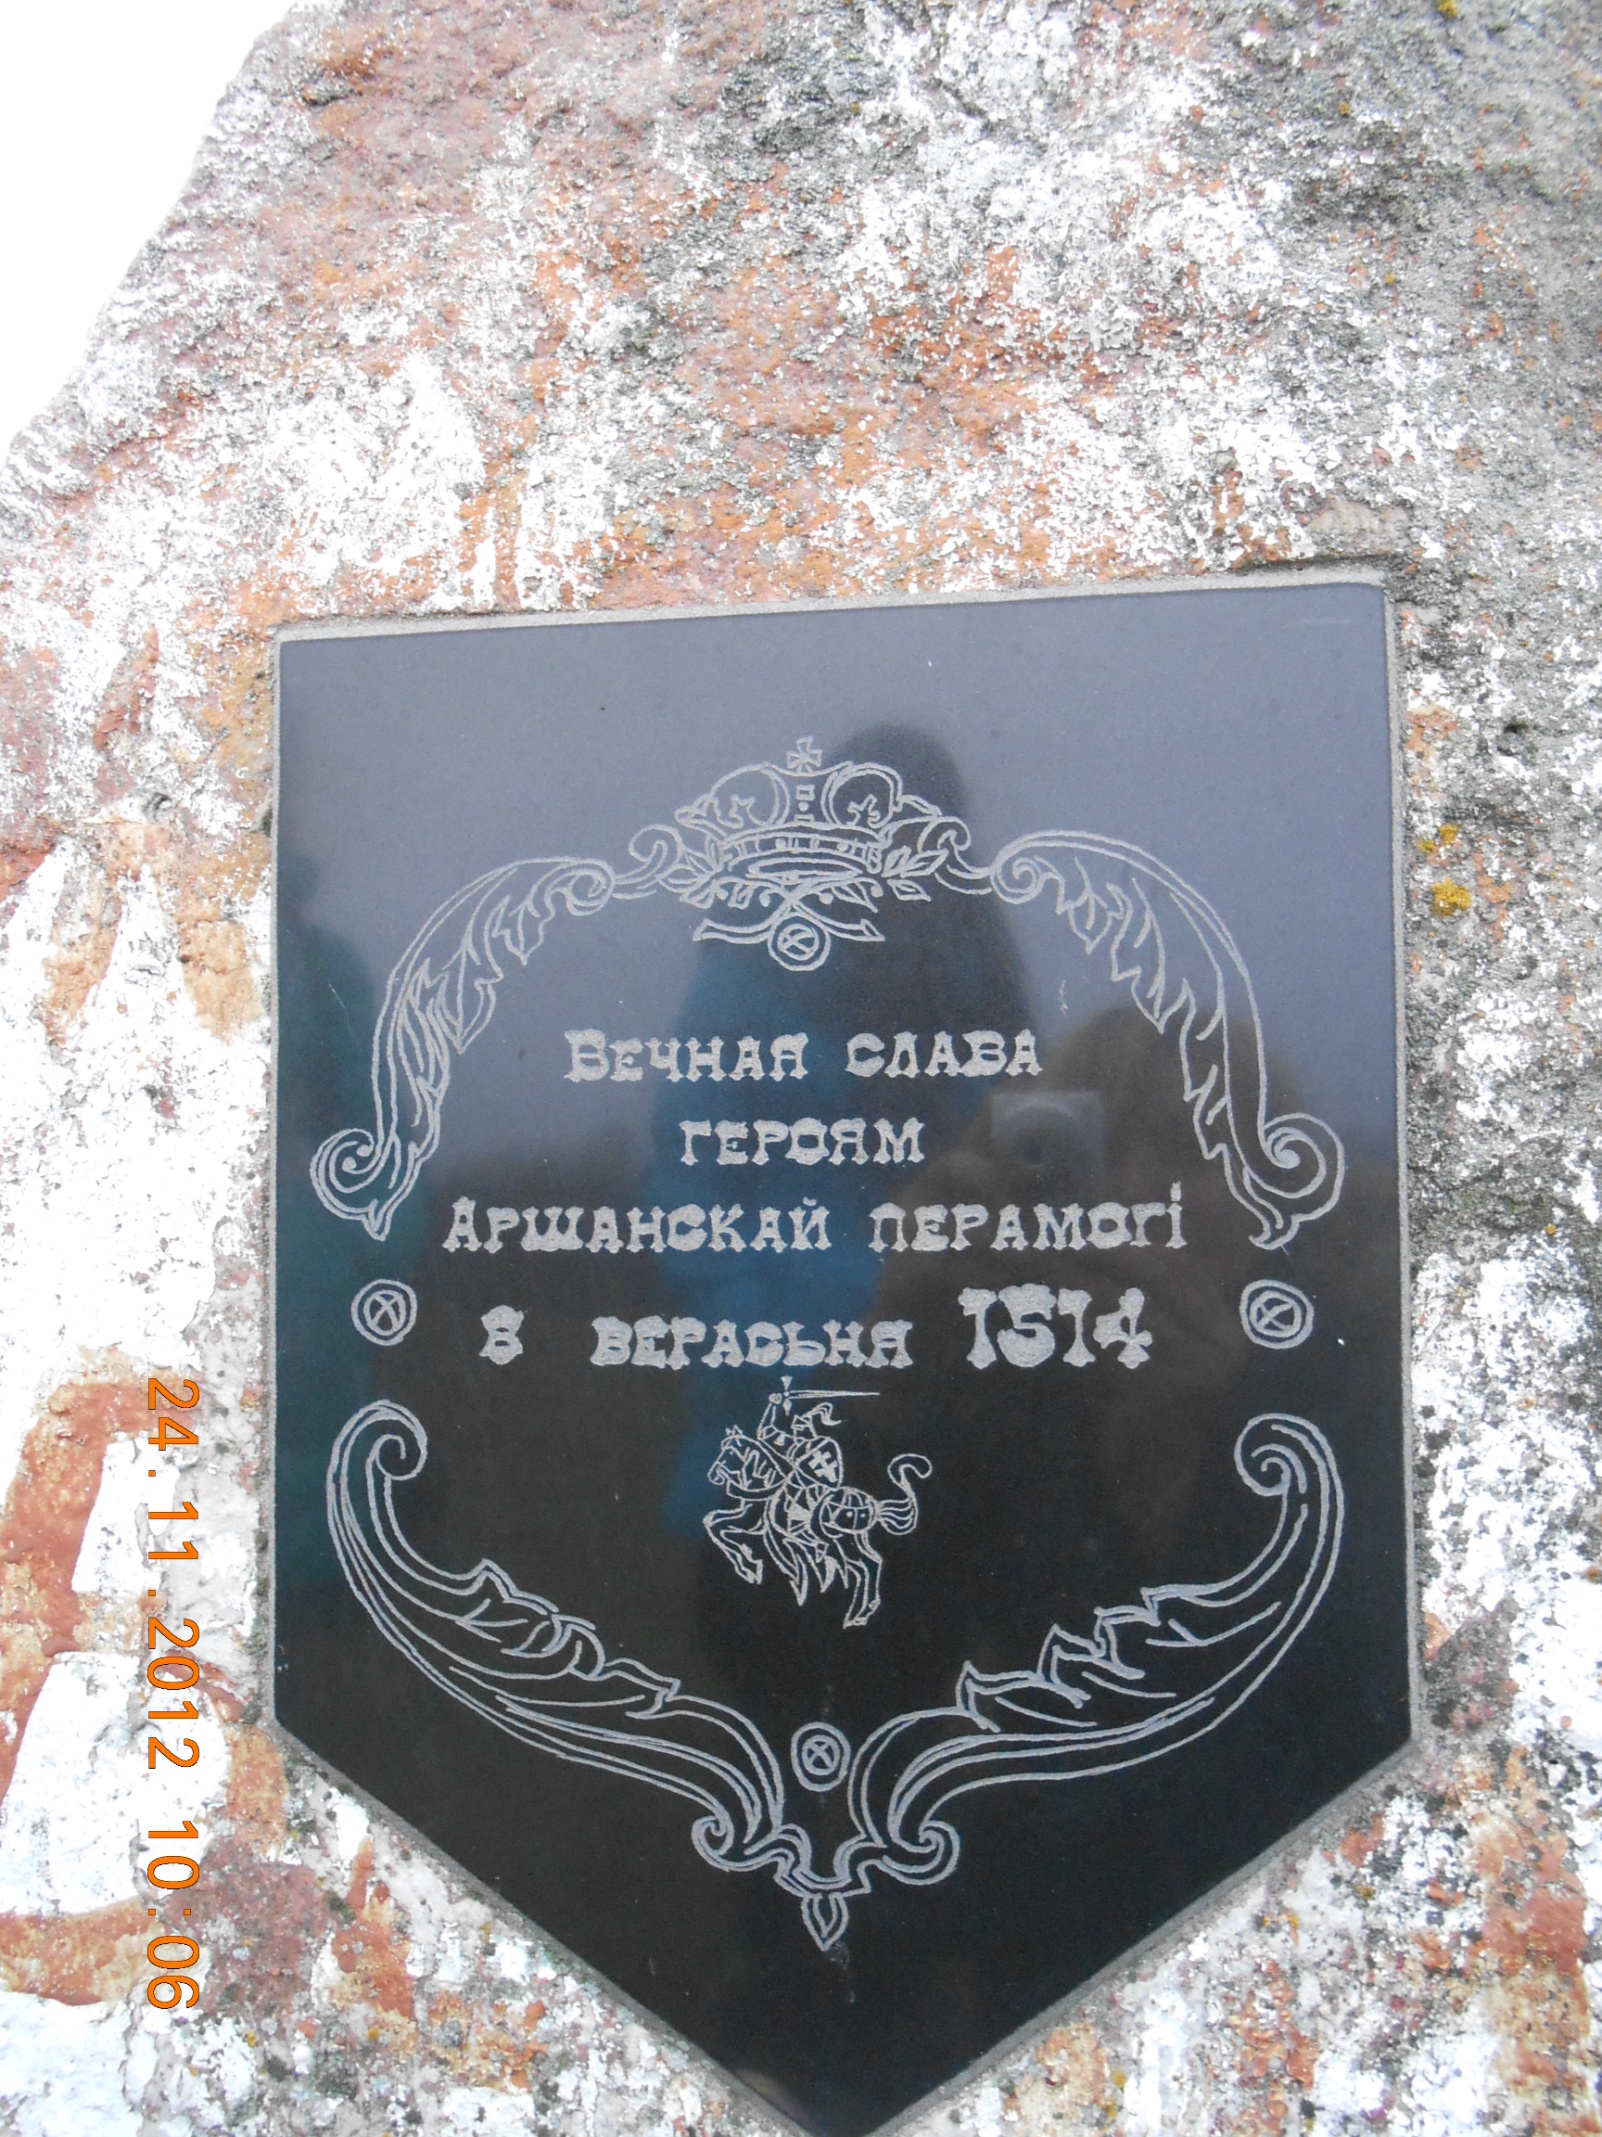 Вечная слава
героям
Аршанскай перамогі
8 верасьня 1514
24.11.2012 10:06